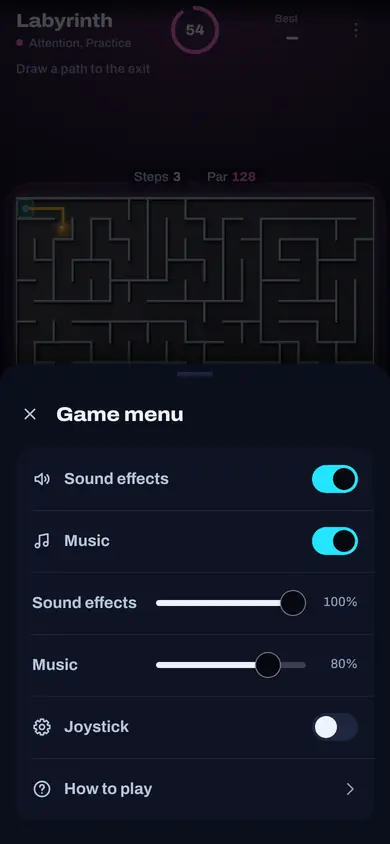 Labyrinth
54
Best
Attention, Practice
Draw a path to the exit
Steps 3
Par 128
Game menu
Sound effects
Music
Sound effects 100%
Music 80%
Joystick
How to play